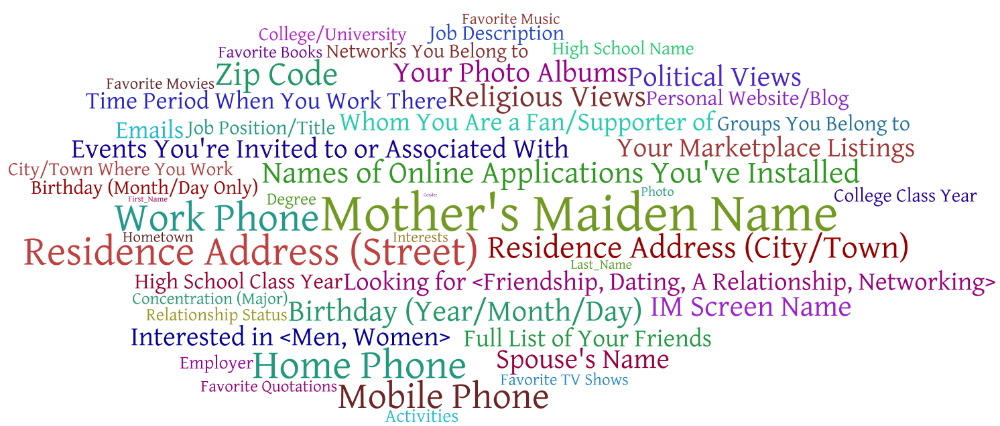 Favorite Music
College/University Job Description
Favorite Books Networks You Belong to High School Name
Zip Code Your Photo Albums Political Views
Favorite Movies
Time Period When You Work There Religious Views Personal Website/Blog
Emails Job Position/Title Whom You Are a Fan/Supporter of Groups You Belong to
Events You're Invited to or Associated With Your Marketplace Listings
City/Town Where You Work Names of Online Applications You've Installed
Birthday (Month/Day Only)
First_Name Degree Gender Photo College Class Year
Work Phone Mother's Maiden Name
Hometown Interests
Residence Address (Street) Residence Address (City/Town)
Last_Name
High School Class Year Looking for <Friendship, Dating, A Relationship, Networking>
Concentration (Major)
Relationship Status Birthday (Year/Month/Day) IM Screen Name
Interested in <Men, Women> Full List of Your Friends
Employer Home Phone Spouse's Name
Favorite Quotations Mobile Phone Favorite TV Shows
Activities